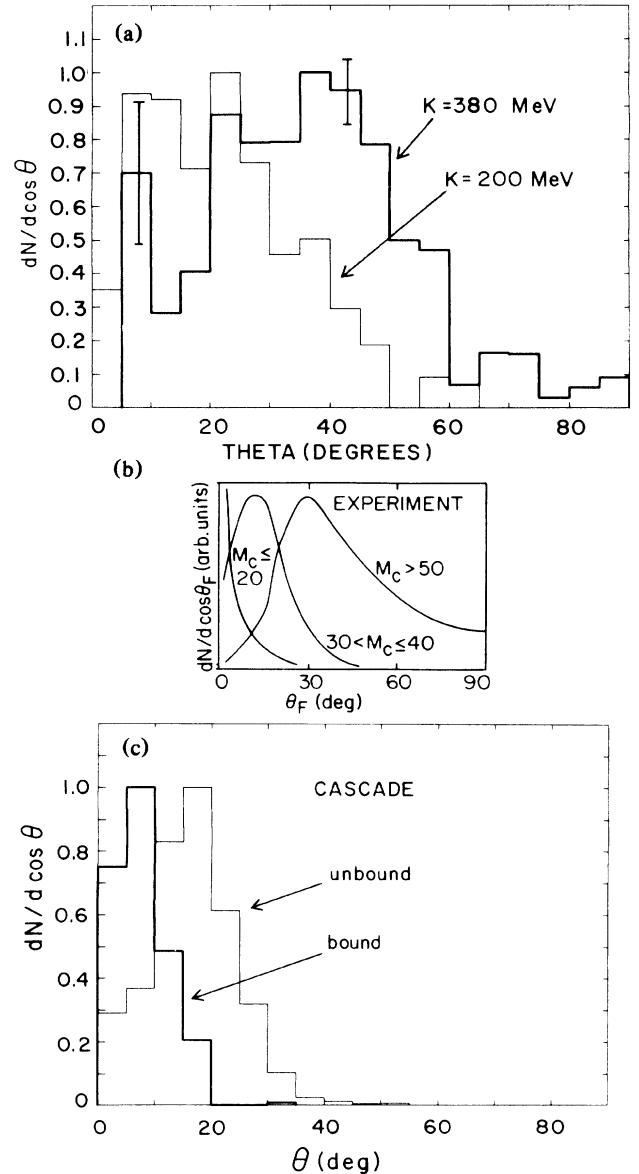 (a)
1.1
1.0
0.9
0.8
0.7
0.6
0.5
0.4
0.3
0.2
0.1
0
dN/dcosθ
K=380 MeV
K=200 MeV
0
20
40
60
80
THETA (DEGREES)
(b)
EXPERIMENT
dN/dcosθF (arb.units)
MC≤
20
MC>50
30<MC≤40
0
30
60
90
θF (deg)
(c)
CASCADE
1.0
0.8
0.6
0.4
0.2
0
dN/d cos θ
unbound
bound
0
20
40
60
80
θ (deg)